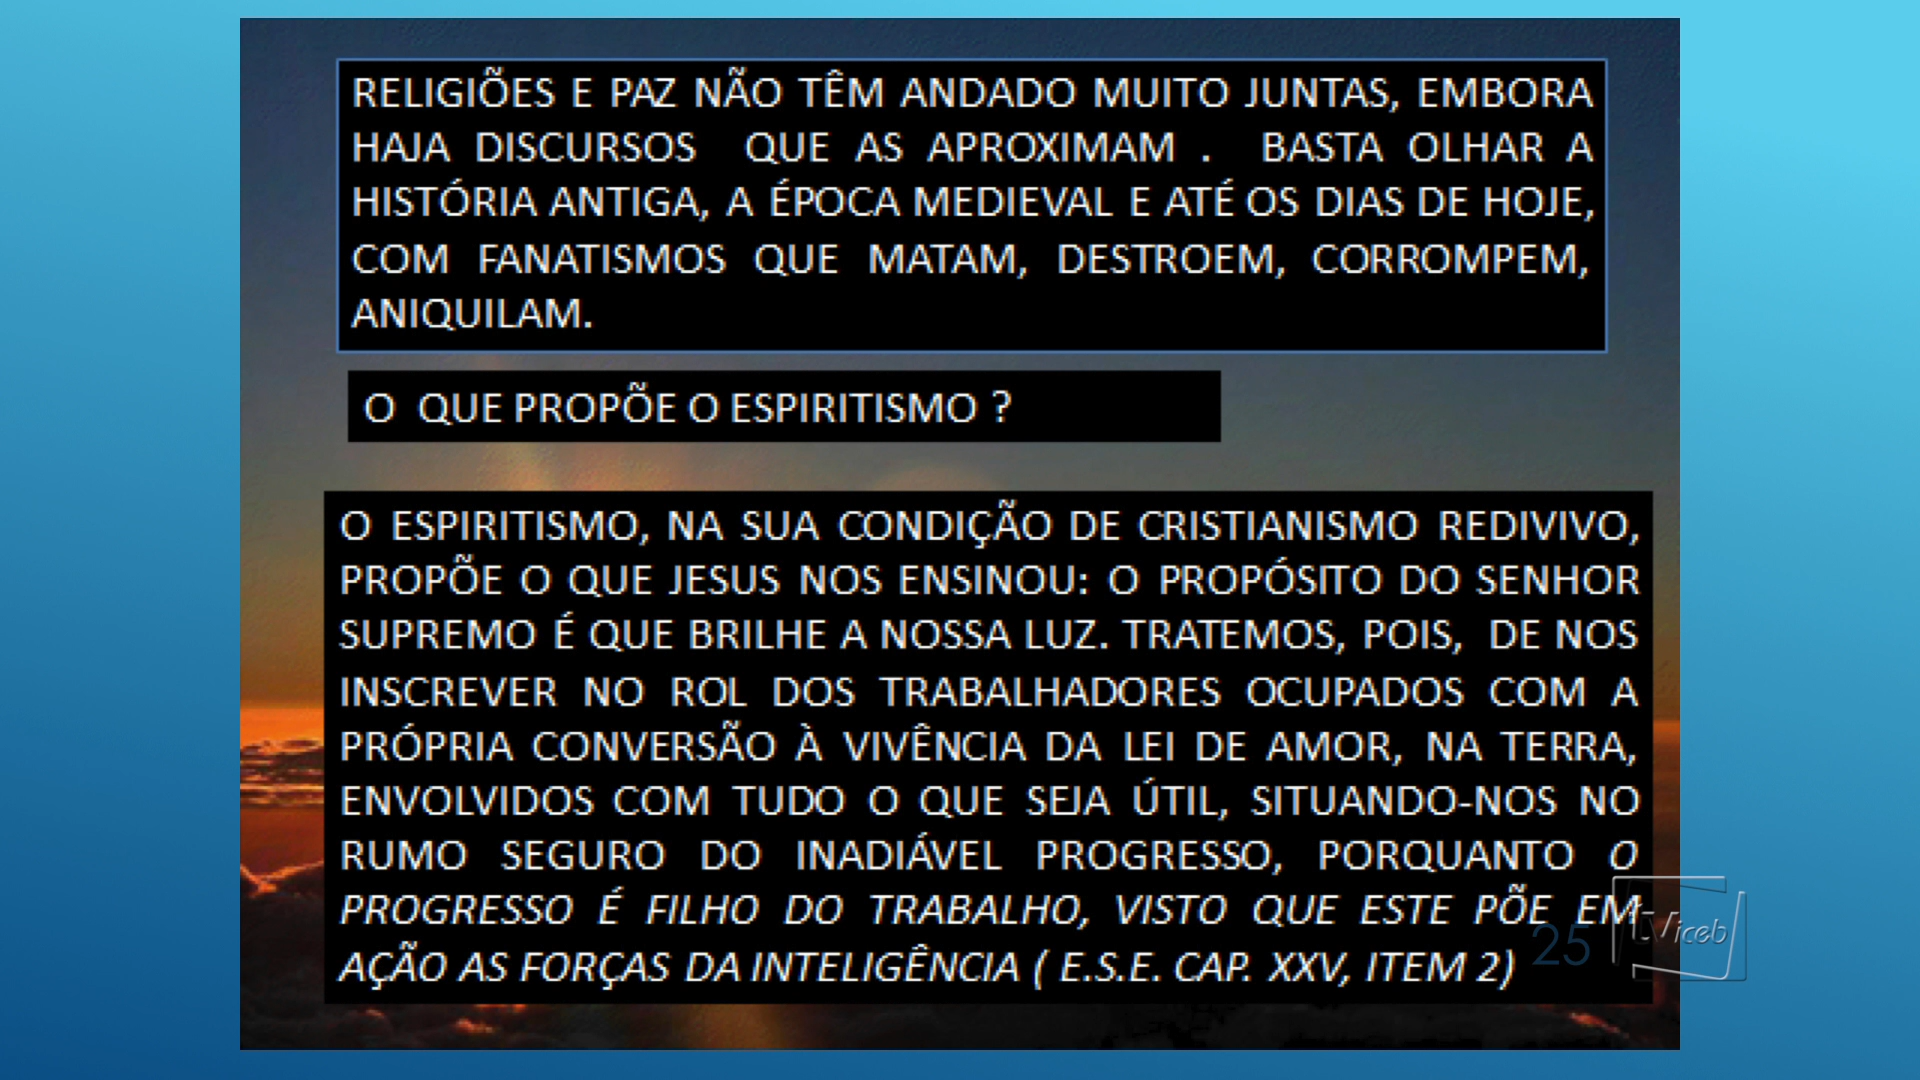 RELIGIÕES E PAZ NÃO TÊM ANDADO MUITO JUNTAS, EMBORA
HAJA DISCURSOS QUE AS APROXIMAM . BASTA OLHAR A
HISTÓRIA ANTIGA, A ÉPOCA MEDIEVAL E ATÉ OS DIAS DE HOJE,
COM FANATISMOS QUE MATAM, DESTROEM, CORROMPEM,
ANIQUILAM.
O QUE PROPÕE O ESPIRITISMO ?
O ESPIRITISMO, NA SUA CONDIÇÃO DE CRISTIANISMO REDIVIVO,
PROPÕE O QUE JESUS NOS ENSINOU: O PROPÓSITO DO SENHOR
SUPREMO É QUE BRILHE A NOSSA LUZ. TRATEMOS, POIS, DE NOS
INSCREVER NO ROL DOS TRABALHADORES OCUPADOS COM A
PRÓPRIA CONVERSÃO À VIVÊNCIA DA LEI DE AMOR, NA TERRA,
ENVOLVIDOS COM TUDO O QUE SEJA ÚTIL, SITUANDO-NOS NO
RUMO SEGURO DO INADIÁVEL PROGRESSO, PORQUANTO O
PROGRESSO É FILHO DO TRABALHO, VISTO QUE ESTE PÕE EM
AÇÃO AS FORÇAS DA INTELIGÊNCIA ( E.S.E. CAP. XXV, ITEM 2)
25